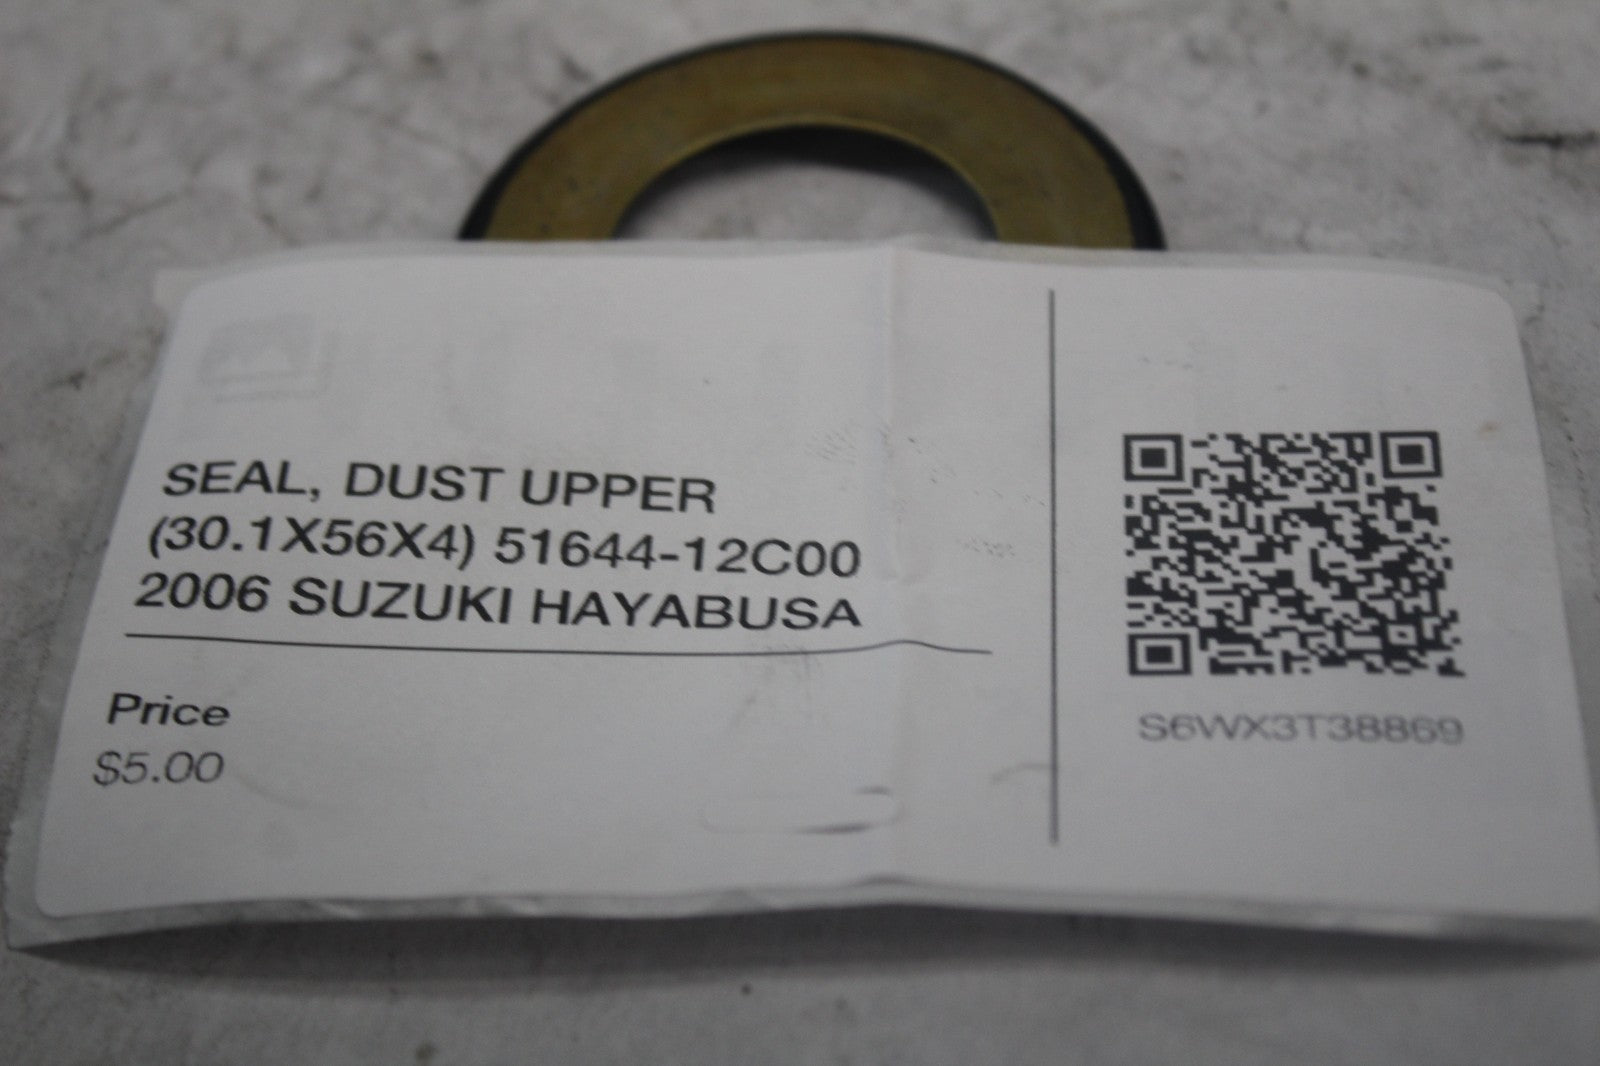 SEAL, DUST UPPER
(30.1X56X4) 51644-12C00
2006 SUZUKI HAYABUSA
Price
$5.00
S6WX3T38869